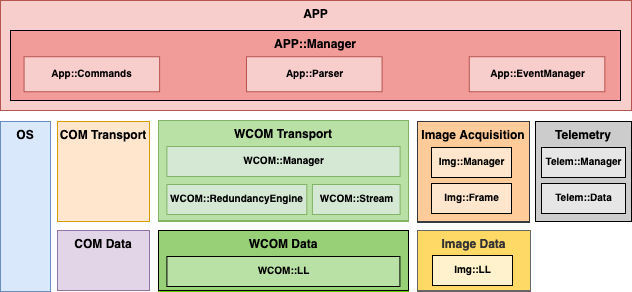 APP
APP::Manager
App::Commands
App::Parser
App::EventManager
OS
COM Transport
WCOM Transport
WCOM::Manager
WCOM::RedundancyEngine
WCOM::Stream
Image Acquisition
Img::Manager
Img::Frame
Telemetry
Telem::Manager
Telem::Data
COM Data
WCOM Data
WCOM::LL
Image Data
Img::LL